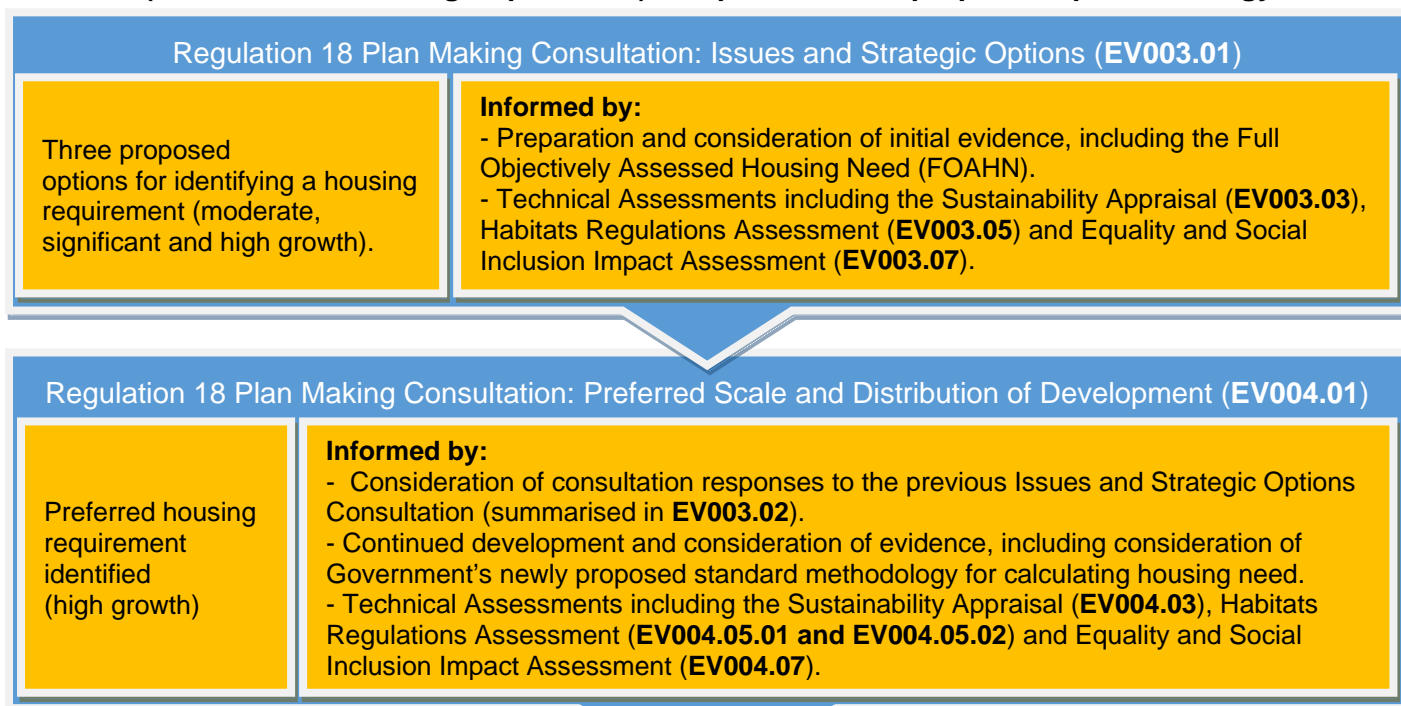 Regulation 18 Plan Making Consultation: Issues and Strategic Options (EV003.01)
Three proposed
options for identifying a housing
requirement (moderate,
significant and high growth).
Informed by:
- Preparation and consideration of initial evidence, including the Full
Objectively Assessed Housing Need (FOAHN).
- Technical Assessments including the Sustainability Appraisal (EV003.03),
Habitats Regulations Assessment (EV003.05) and Equality and Social
Inclusion Impact Assessment (EV003.07).
Regulation 18 Plan Making Consultation: Preferred Scale and Distribution of Development (EV004.01)
Preferred housing
requirement
identified
(high growth)
Informed by:
- Consideration of consultation responses to the previous Issues and Strategic Options
Consultation (summarised in EV003.02).
- Continued development and consideration of evidence, including consideration of
Government’s newly proposed standard methodology for calculating housing need.
- Technical Assessments including the Sustainability Appraisal (EV004.03), Habitats
Regulations Assessment (EV004.05.01 and EV004.05.02) and Equality and Social
Inclusion Impact Assessment (EV004.07).